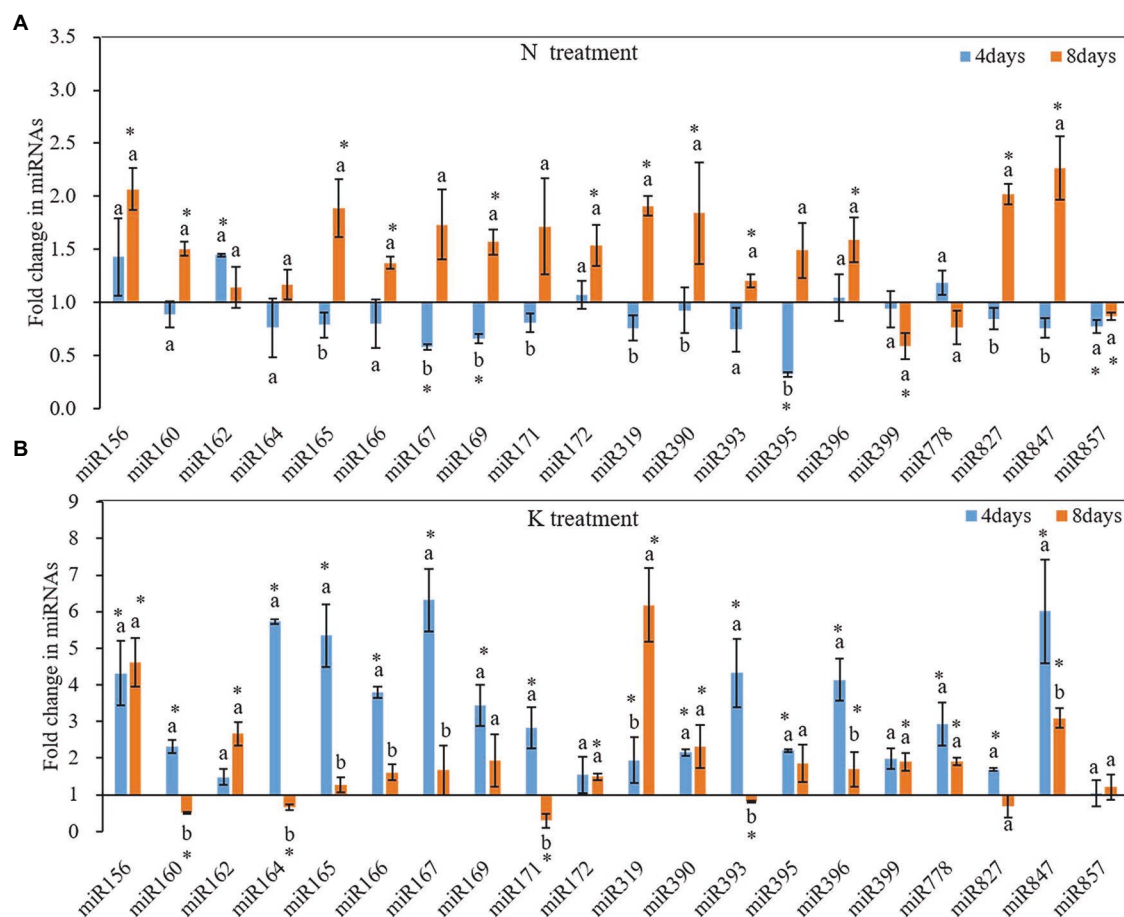 A
N treatment
4days 8days
Fold change in miRNAs
3.5
3.0
2.5
2.0
1.5
1.0
0.5
0.0
* * * * * * * * * * * *
a a a a a a a a a a a a a a a a a a a a
a a b a b b b b b a b a a b b a a
* * * * * *
miR156 miR160 miR162 miR164 miR165 miR166 miR167 miR169 miR171 miR172 miR319 miR390 miR393 miR395 miR396 miR399 miR778 miR827 miR847 miR857
B
K treatment
4days 8days
Fold change in miRNAs
9
8
7
6
5
4
3
2
1
0
miR156 miR160 miR162 miR164 miR165 miR166 miR167 miR169 miR171 miR172 miR319 miR390 miR393 miR395 miR396 miR399 miR778 miR827 miR847 miR857